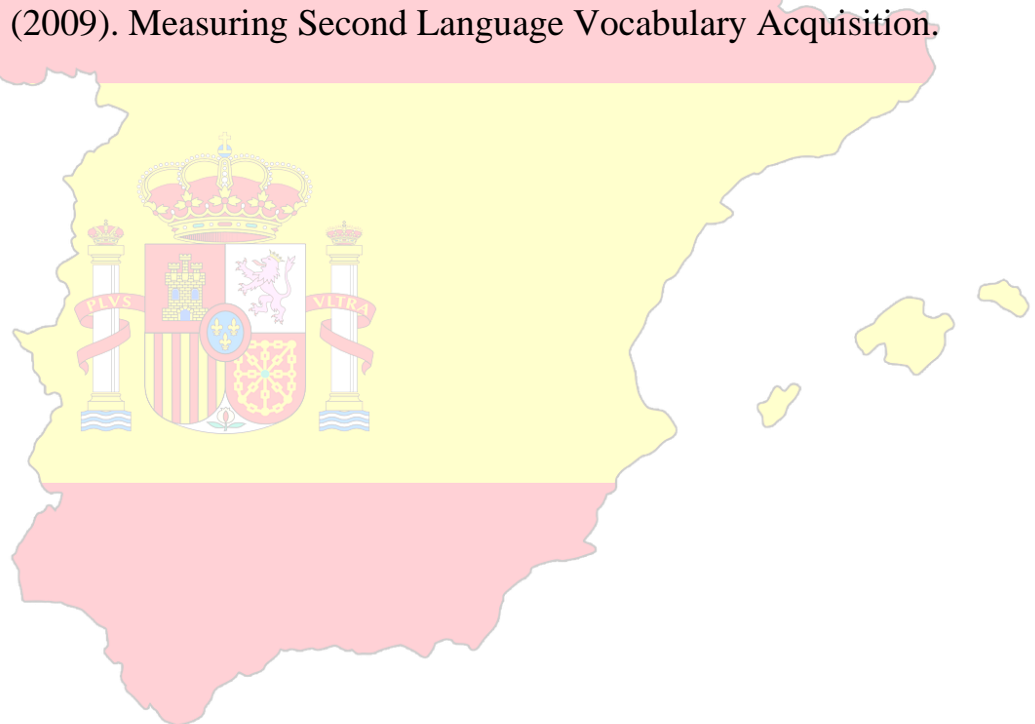 (2009). Measuring Second Language Vocabulary Acquisition.
PLVS
VLTRA